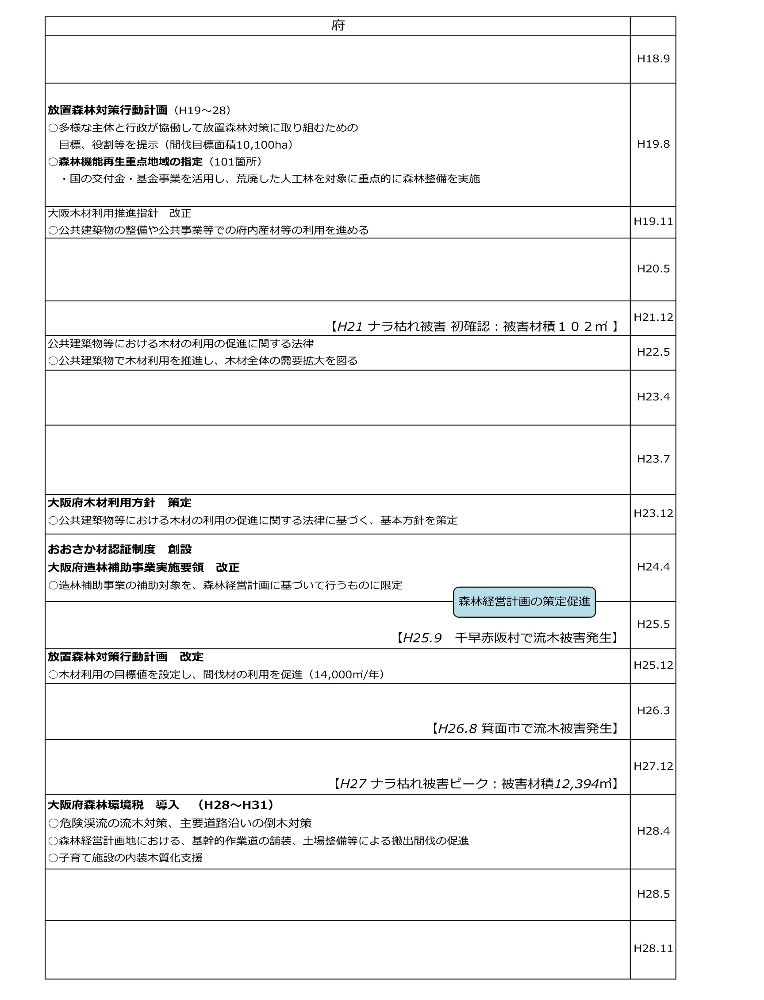 府
H18.9
放置森林対策行動計画（H19～28）
○多様な主体と行政が協働して放置森林対策に取り組むための
目標、役割等を提示（間伐目標面積10,100ha）
○森林機能再生重点地域の指定（101箇所）
・国の交付金・基金事業を活用し、荒廃した人工林を対象に重点的に森林整備を実施
H19.8
大阪木材利用推進指針　改正
○公共建築物の整備や公共事業等での府内産材等の利用を進める
H19.11
H20.5
【H21 ナラ枯れ被害 初確認：被害材積１０２㎥ 】
H21.12
公共建築物等における木材の利用の促進に関する法律
○公共建築物で木材利用を推進し、木材全体の需要拡大を図る
H22.5
H23.4
H23.7
大阪府木材利用方針　策定
○公共建築物等における木材の利用の促進に関する法律に基づく、基本方針を策定
H23.12
おおさか材認証制度　創設
大阪府造林補助事業実施要領　改正
○造林補助事業の補助対象を、森林経営計画に基づいて行うものに限定
H24.4
森林経営計画の策定促進
【H25.9　千早赤阪村で流木被害発生】
H25.5
放置森林対策行動計画　改定
○木材利用の目標値を設定し、間伐材の利用を促進（14,000㎥/年）
H25.12
【H26.8 箕面市で流木被害発生】
H26.3
【H27 ナラ枯れ被害ピーク：被害材積12,394㎥】
H27.12
大阪府森林環境税　導入　（H28～H31）
○危険渓流の流木対策、主要道路沿いの倒木対策
○森林経営計画地における、基幹的作業道の舗装、土場整備等による搬出間伐の促進
○子育て施設の内装木質化支援
H28.4
H28.5
H28.11